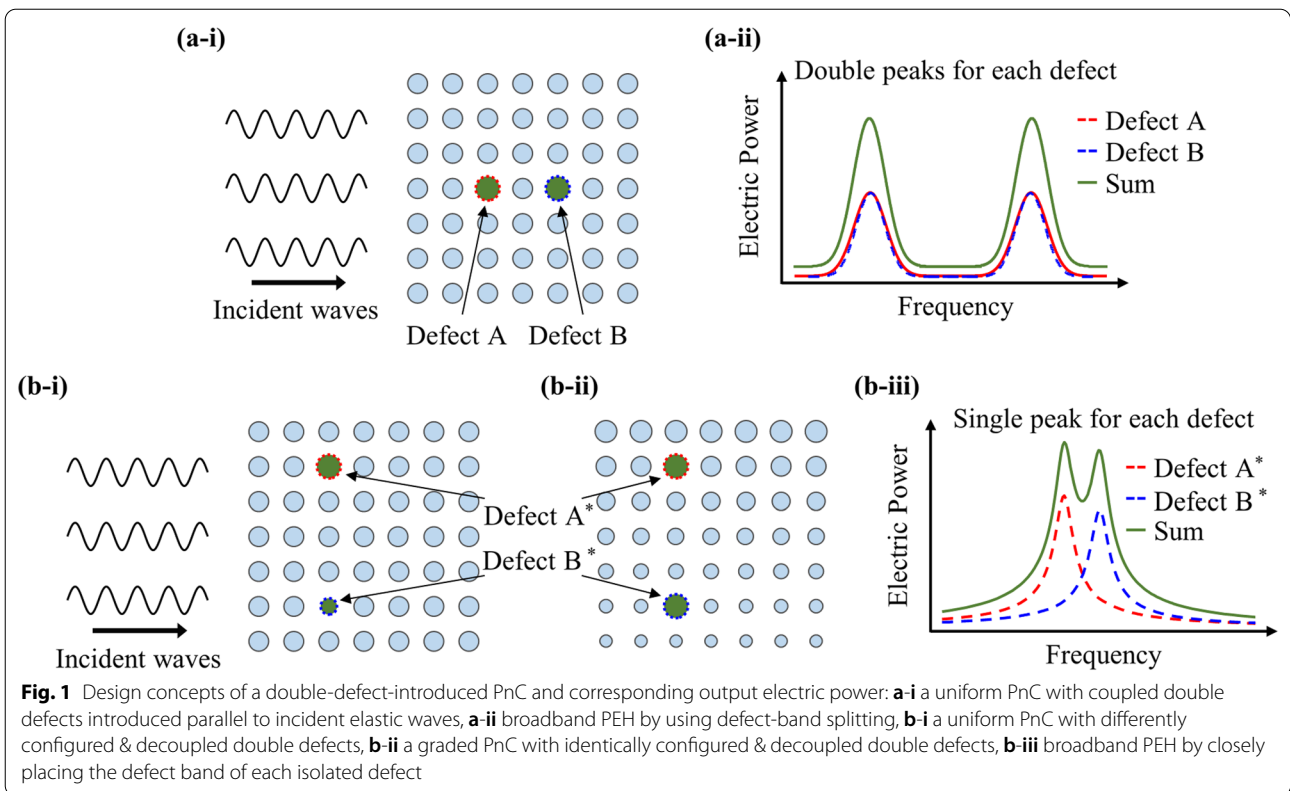 (a-i)
(a-ii)
Incident waves
Defect A
Defect B
Double peaks for each defect
Electric Power
Defect A
Defect B
Sum
Frequency
(b-i)
(b-ii)
(b-iii)
Incident waves
Defect A*
Defect B*
Single peak for each defect
Electric Power
Defect A*
Defect B*
Sum
Frequency
Fig. 1 Design concepts of a double-defect-introduced PnC and corresponding output electric power: a-i a uniform PnC with coupled double
defects introduced parallel to incident elastic waves, a-ii broadband PEH by using defect-band splitting, b-i a uniform PnC with differently
configured & decoupled double defects, b-ii a graded PnC with identically configured & decoupled double defects, b-iii broadband PEH by closely
placing the defect band of each isolated defect